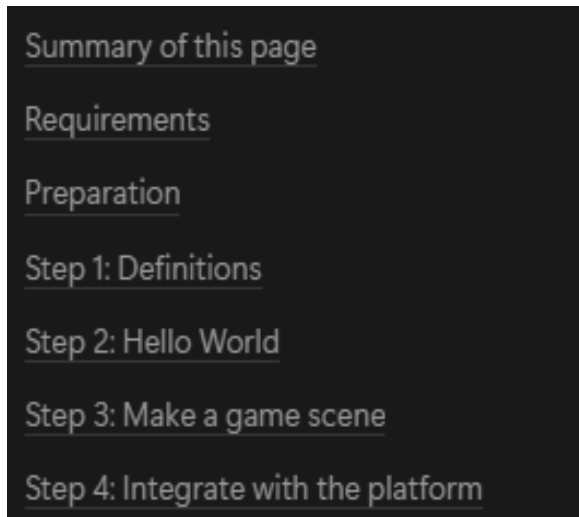 Summary of this page
Requirements
Preparation
Step 1: Definitions
Step 2: Hello World
Step 3: Make a game scene
Step 4: Integrate with the platform